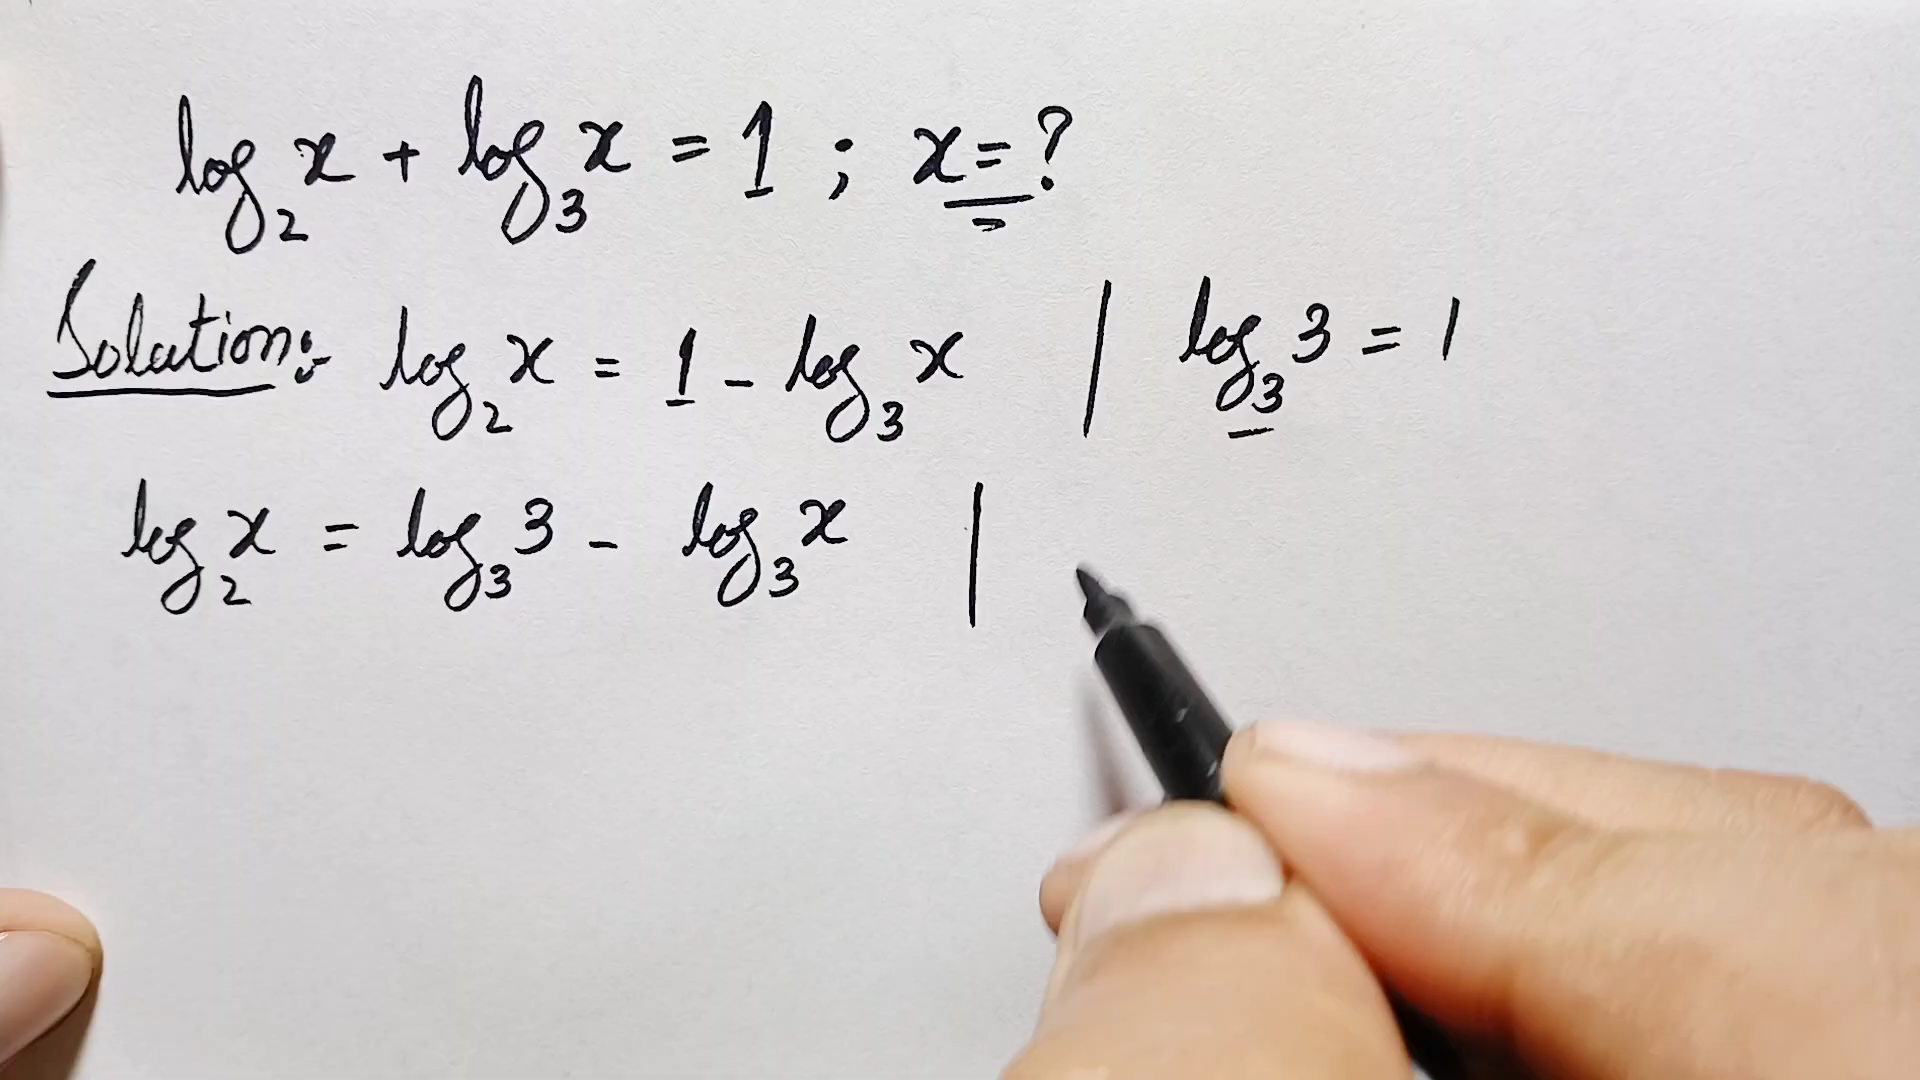 log₂x + log₃x = 1 ; x = ?
Solution:- log₂x = 1 - log₃x | log₃3 = 1
log₂x = log₃3 - log₃x |